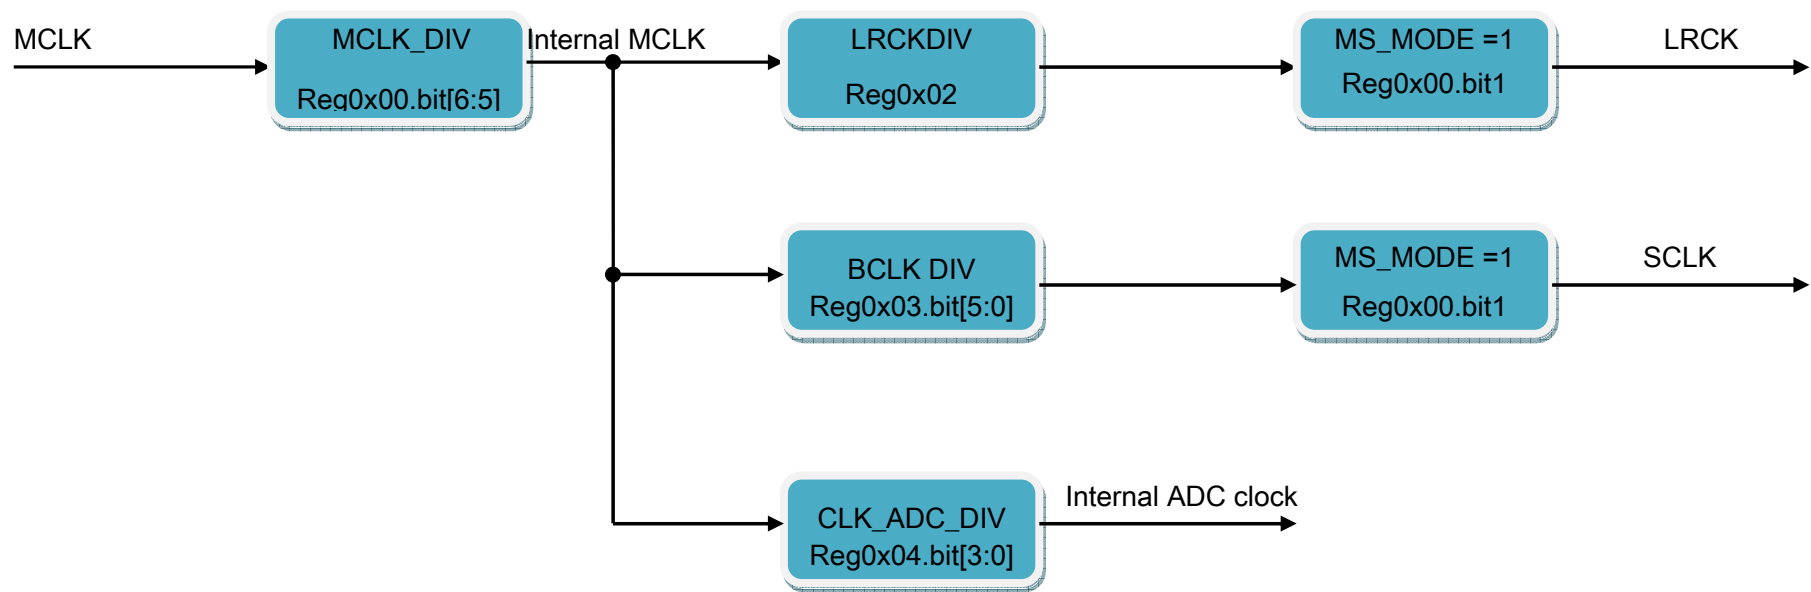 MCLK
MCLK_DIV
Reg0x00.bit[6:5]
Internal MCLK
LRCKDIV
Reg0x02
MS_MODE =1
Reg0x00.bit1
LRCK
BCLK DIV
Reg0x03.bit[5:0]
MS_MODE =1
Reg0x00.bit1
SCLK
CLK_ADC_DIV
Reg0x04.bit[3:0]
Internal ADC clock